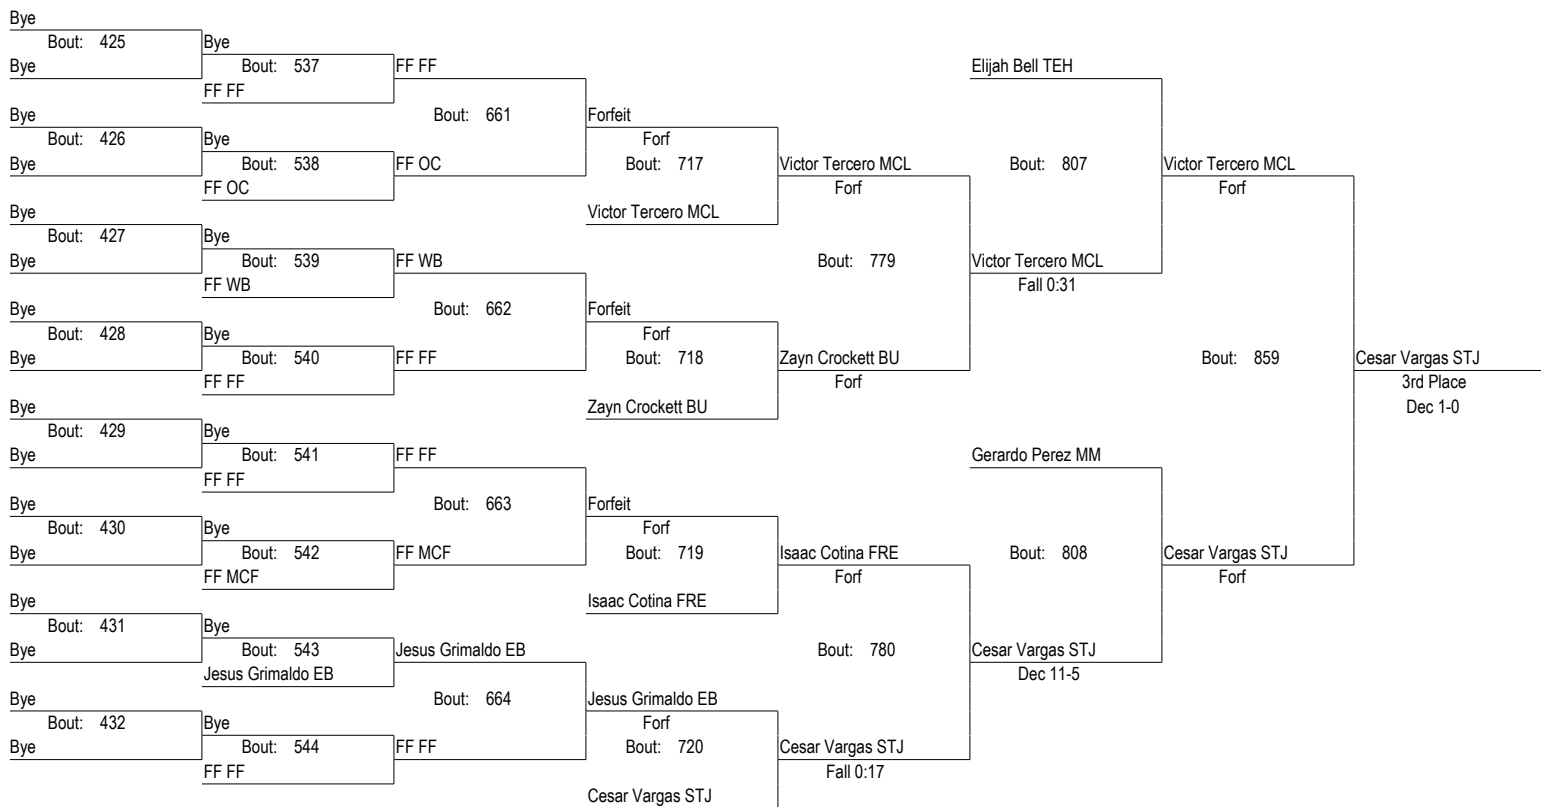 Bye
Bout: 425 Bye
Bye Bout: 537 FF FF Elijah Bell TEH
FF FF
Bye Bout: 661 Forfeit
Bout: 426 Bye Forf
Bye Bout: 538 FF OC Bout: 717 Victor Tercero MCL Bout: 807 Victor Tercero MCL
FF OC Forf Forf
Bye Victor Tercero MCL
Bout: 427 Bye
Bye Bout: 539 FF WB Bout: 779 Victor Tercero MCL
FF WB Fall 0:31
Bye Bout: 662 Forfeit
Bout: 428 Bye Forf
Bye Bout: 540 FF FF Bout: 718 Zayn Crockett BU Bout: 859 Cesar Vargas STJ
FF FF Forf 3rd Place
Bye Zayn Crockett BU Dec 1-0
Bout: 429 Bye
Bye Bout: 541 FF FF Gerardo Perez MM
FF FF
Bye Bout: 663 Forfeit
Bout: 430 Bye Forf
Bye Bout: 542 FF MCF Bout: 719 Isaac Cotina FRE Bout: 808 Cesar Vargas STJ
FF MCF Forf Forf
Bye Isaac Cotina FRE
Bout: 431 Bye
Bye Bout: 543 Jesus Grimaldo EB Bout: 780 Cesar Vargas STJ
Jesus Grimaldo EB Dec 11-5
Bye Bout: 664 Jesus Grimaldo EB
Bout: 432 Bye Forf
Bye Bout: 544 FF FF Bout: 720 Cesar Vargas STJ
FF FF Fall 0:17
Cesar Vargas STJ